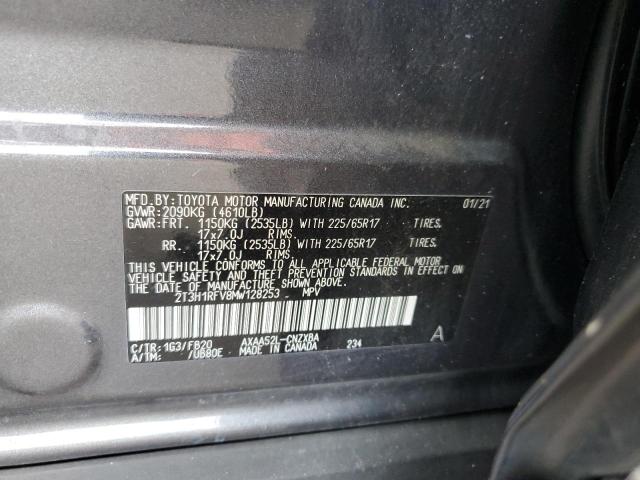 MFD.BY:TOYOTA MOTOR MANUFACTURING CANADA INC. 01/21
GVWR:2090KG (4610LB)
GAWR:FRT. 1150KG (2535LB) WITH 225/65R17 TIRES.
17x7.0J RIMS.
RR. 1150KG (2535LB) WITH 225/65R17 TIRES.
17x7.0J RIMS.
THIS VEHICLE CONFORMS TO ALL APPLICABLE FEDERAL MOTOR
VEHICLE SAFETY AND THEFT PREVENTION STANDARDS IN EFFECT ON
THE DATE OF MANUFACTURE SHOWN ABOVE.
2T3H1RFV8MW128253 MPV
C/TR:1G3/FB20 AXAA52L-CNZXBA 234 A
A/TM: /U680E MADE IN CANADA